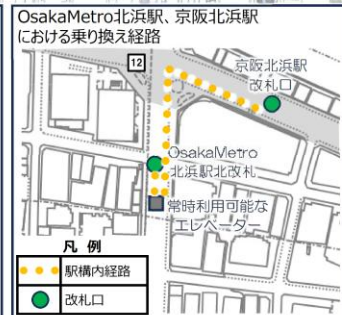 OsakaMetro北浜駅、京阪北浜駅
における乗り換え経路
12
京阪北浜駅
改札口
OsakaMetro
北浜駅北改札
常時利用可能な
エレベーター
凡 例
駅構内経路
改札口